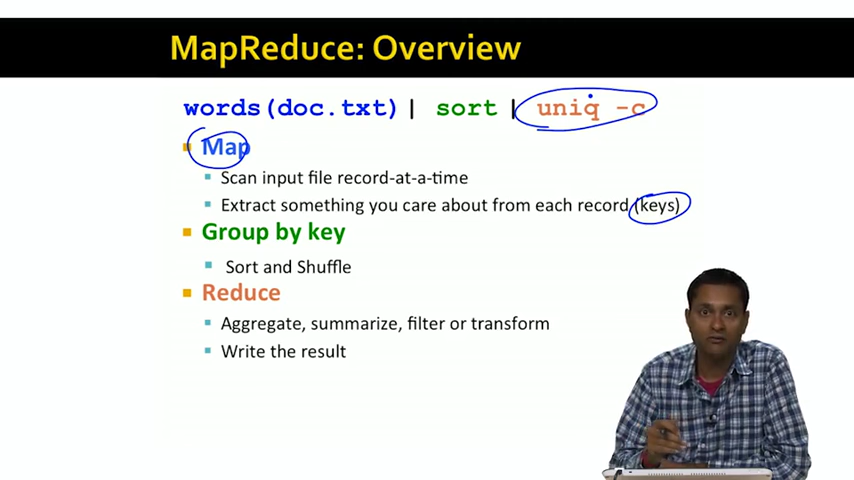 MapReduce: Overview
words(doc.txt)| sort | uniq -c
Map
Scan input file record-at-a-time
Extract something you care about from each record (keys)
Group by key
Sort and Shuffle
Reduce
Aggregate, summarize, filter or transform
Write the result